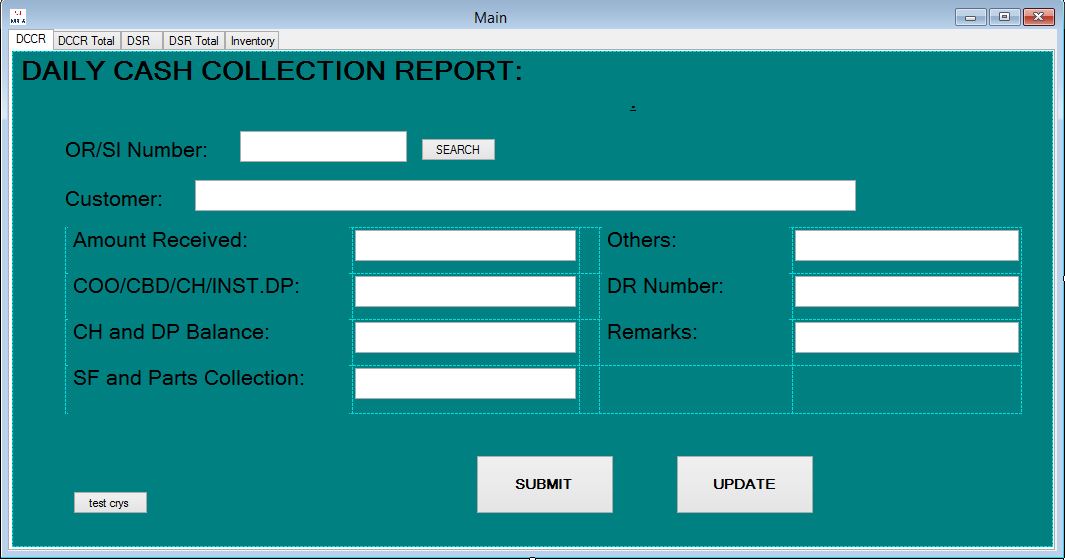 Main
DCCR DCCR Total DSR DSR Total Inventory
DAILY CASH COLLECTION REPORT:
.
OR/SI Number: SEARCH
Customer:
Amount Received: Others:
COO/CBD/CH/INST.DP: DR Number:
CH and DP Balance: Remarks:
SF and Parts Collection:
SUBMIT UPDATE
test crys